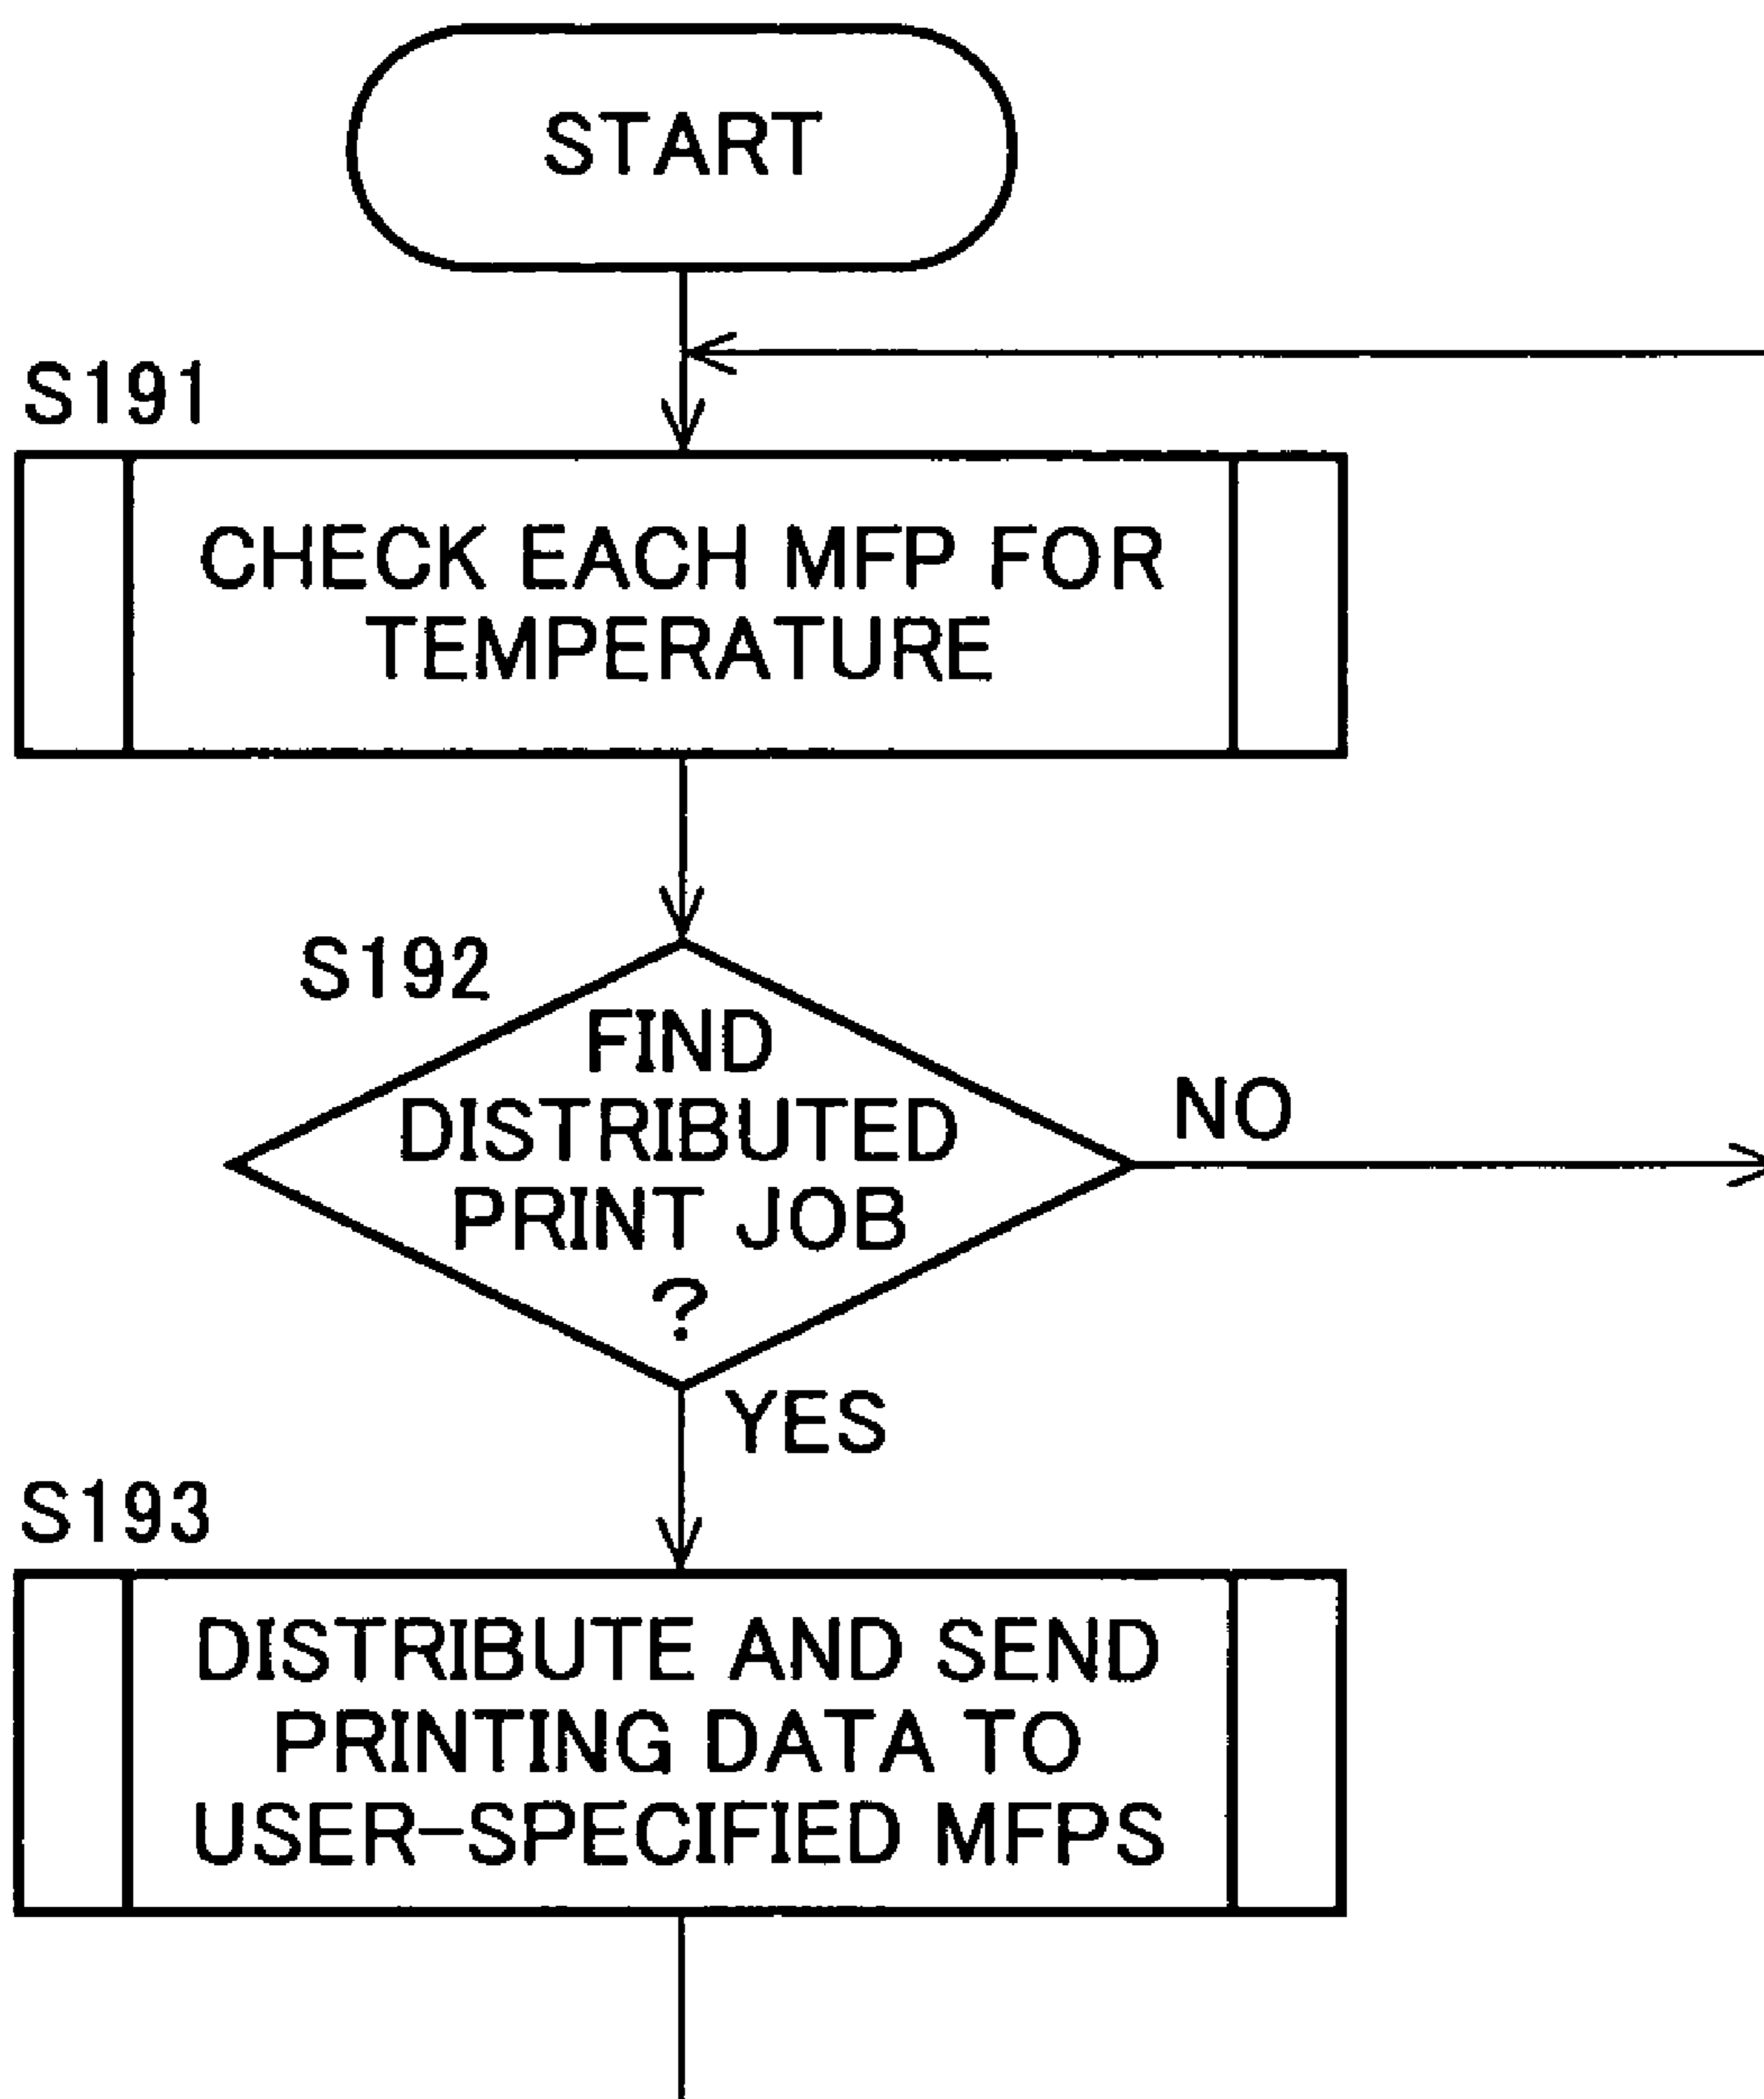 START
S191
CHECK EACH MFP FOR
TEMPERATURE
S192
FIND
DISTRIBUTED
PRINT JOB
?
NO
YES
S193
DISTRIBUTE AND SEND
PRINTING DATA TO
USER-SPECIFIED MFPS